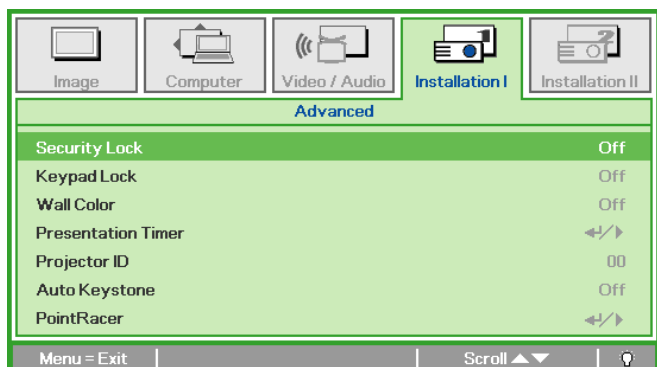 Image
Computer
Video / Audio
Installation I
Installation II
Advanced
Security Lock Off
Keypad Lock Off
Wall Color Off
Presentation Timer
Projector ID 00
Auto Keystone Off
PointRacer
Menu = Exit Scroll